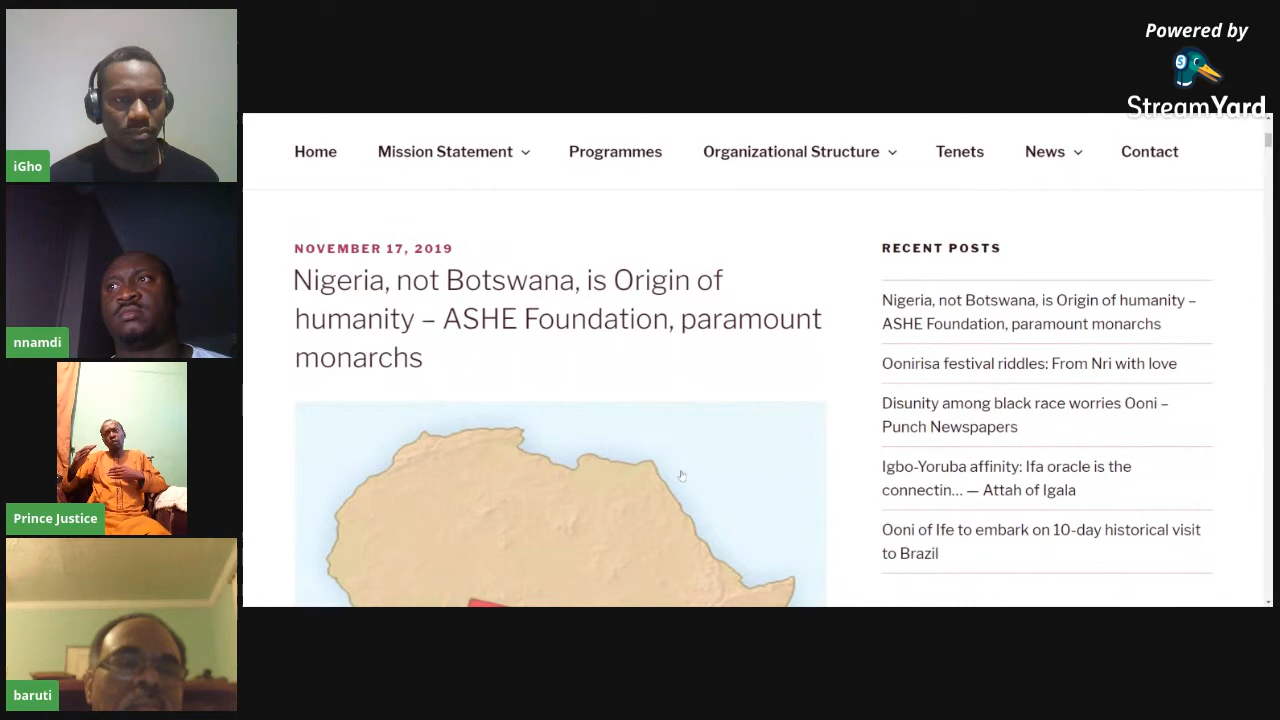 Powered by
StreamYard
iGho
nnamdi
Prince Justice
baruti
Home Mission Statement Programmes Organizational Structure Tenets News Contact
NOVEMBER 17, 2019
Nigeria, not Botswana, is Origin of
humanity – ASHE Foundation, paramount
monarchs
RECENT POSTS
Nigeria, not Botswana, is Origin of humanity –
ASHE Foundation, paramount monarchs
Oonirisa festival riddles: From Nri with love
Disunity among black race worries Ooni –
Punch Newspapers
Igbo-Yoruba affinity: Ifa oracle is the
connectin... — Attah of Igala
Ooni of Ife to embark on 10-day historical visit
to Brazil